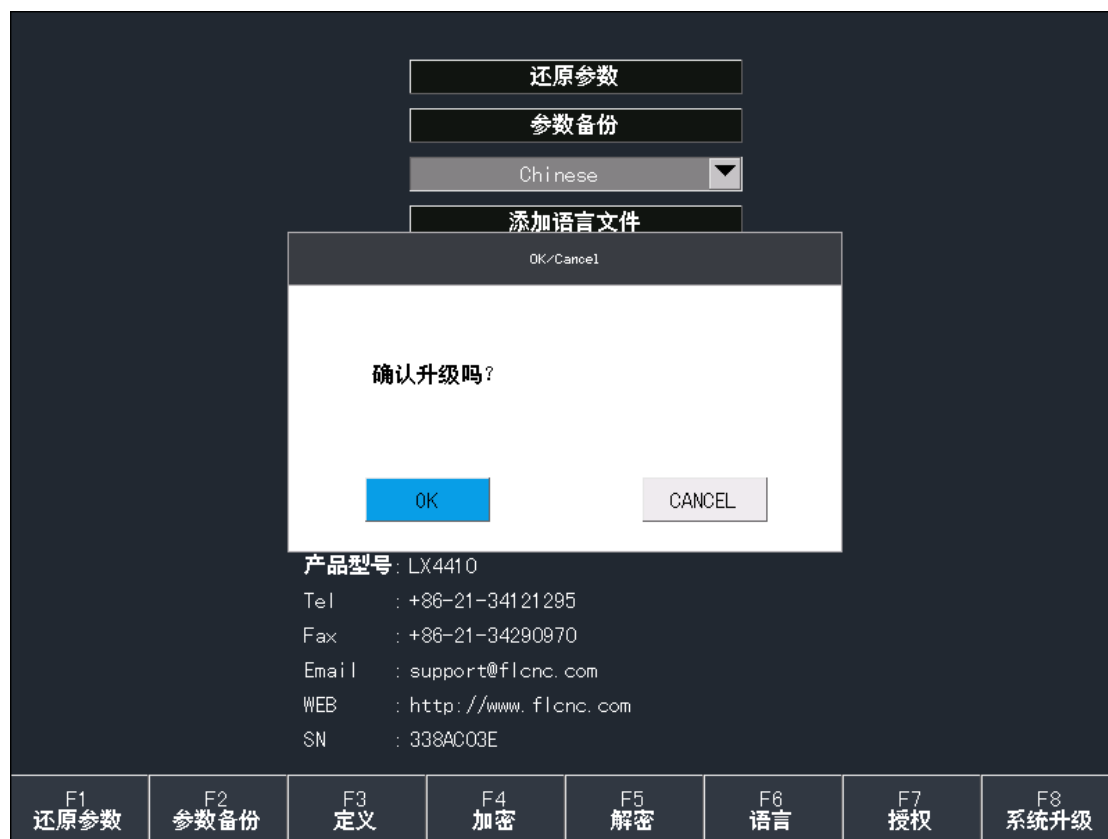 还原参数
参数备份
Chinese
添加语言文件
OK/Cancel
确认升级吗?
OK
CANCEL
产品型号: LX4410
Tel : +86-21-34121295
Fax : +86-21-34290970
Email : support@flcnc.com
WEB : http://www.flcnc.com
SN : 338AC03E
F1 F2 F3 F4 F5 F6 F7 F8
还原参数 参数备份 定义 加密 解密 语言 授权 系统升级